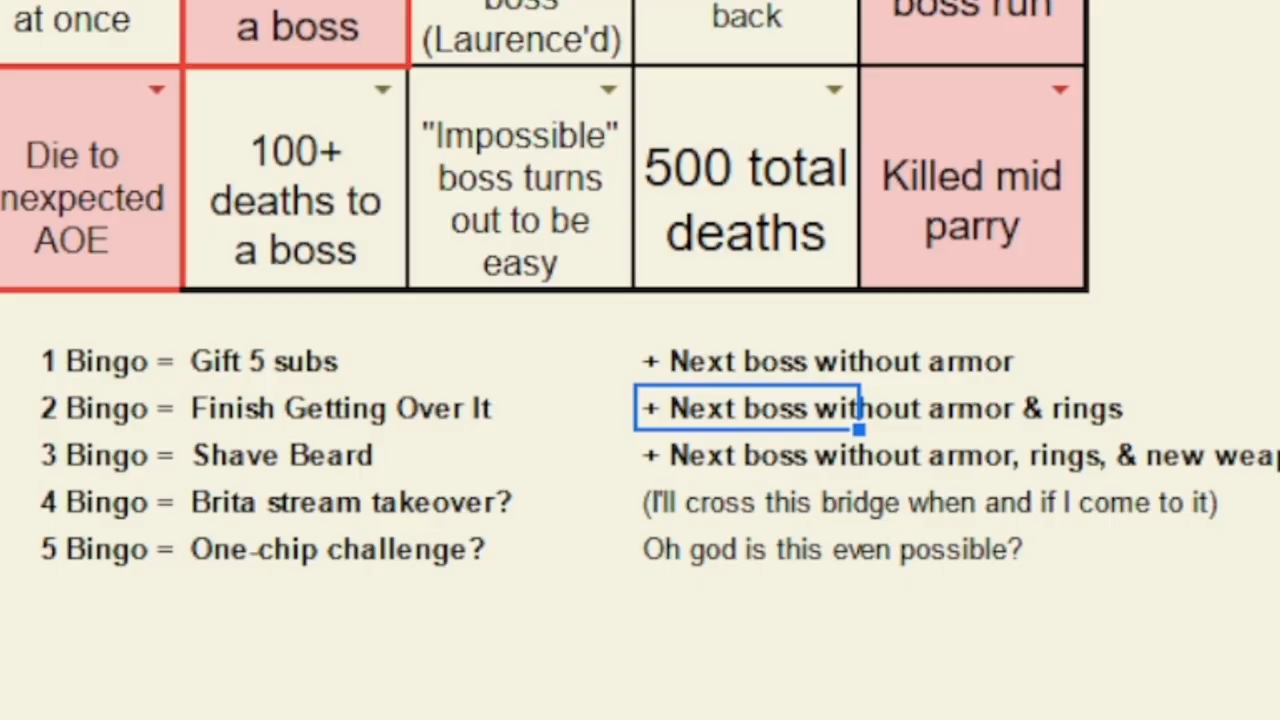 at once
a boss
boss
(Laurence'd)
back
boss run
Die to
nexpected
AOE
100+
deaths to
a boss
"Impossible"
boss turns
out to be
easy
500 total
deaths
Killed mid
parry
1 Bingo = Gift 5 subs + Next boss without armor
2 Bingo = Finish Getting Over It + Next boss without armor & rings
3 Bingo = Shave Beard + Next boss without armor, rings, & new weap
4 Bingo = Brita stream takeover? (I'll cross this bridge when and if I come to it)
5 Bingo = One-chip challenge? Oh god is this even possible?